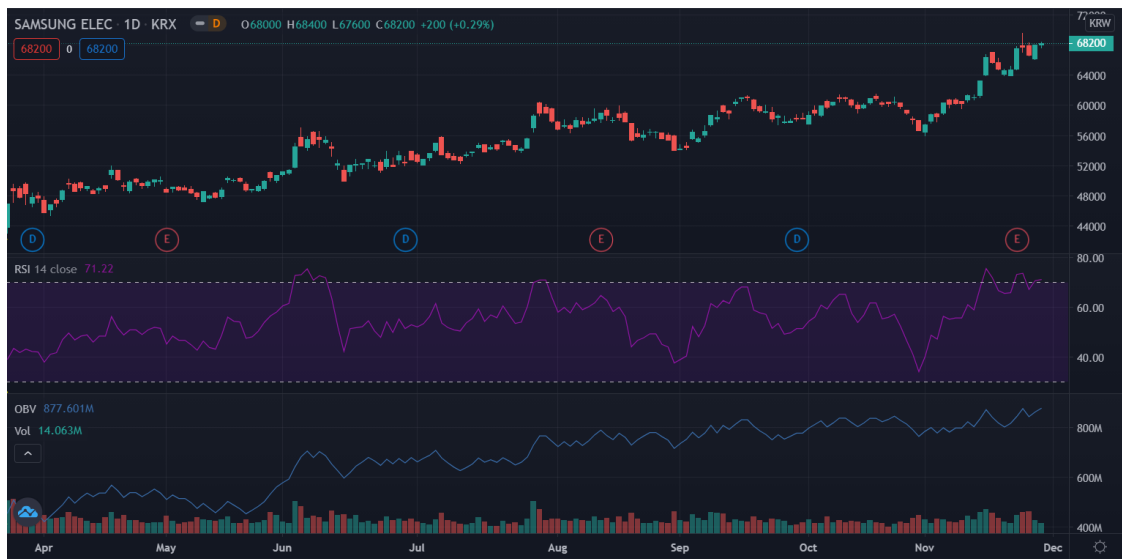 SAMSUNG ELEC · 1D · KRX D O68000 H68400 L67600 C68200 +200 (+0.29%)
68200 0 68200
72000
KRW
68200
64000
60000
56000
52000
48000
44000
D E D E D E
RSI 14 close 71.22
80.00
60.00
40.00
OBV 877.601M
Vol 14.063M
800M
600M
400M
Apr May Jun Jul Aug Sep Oct Nov Dec